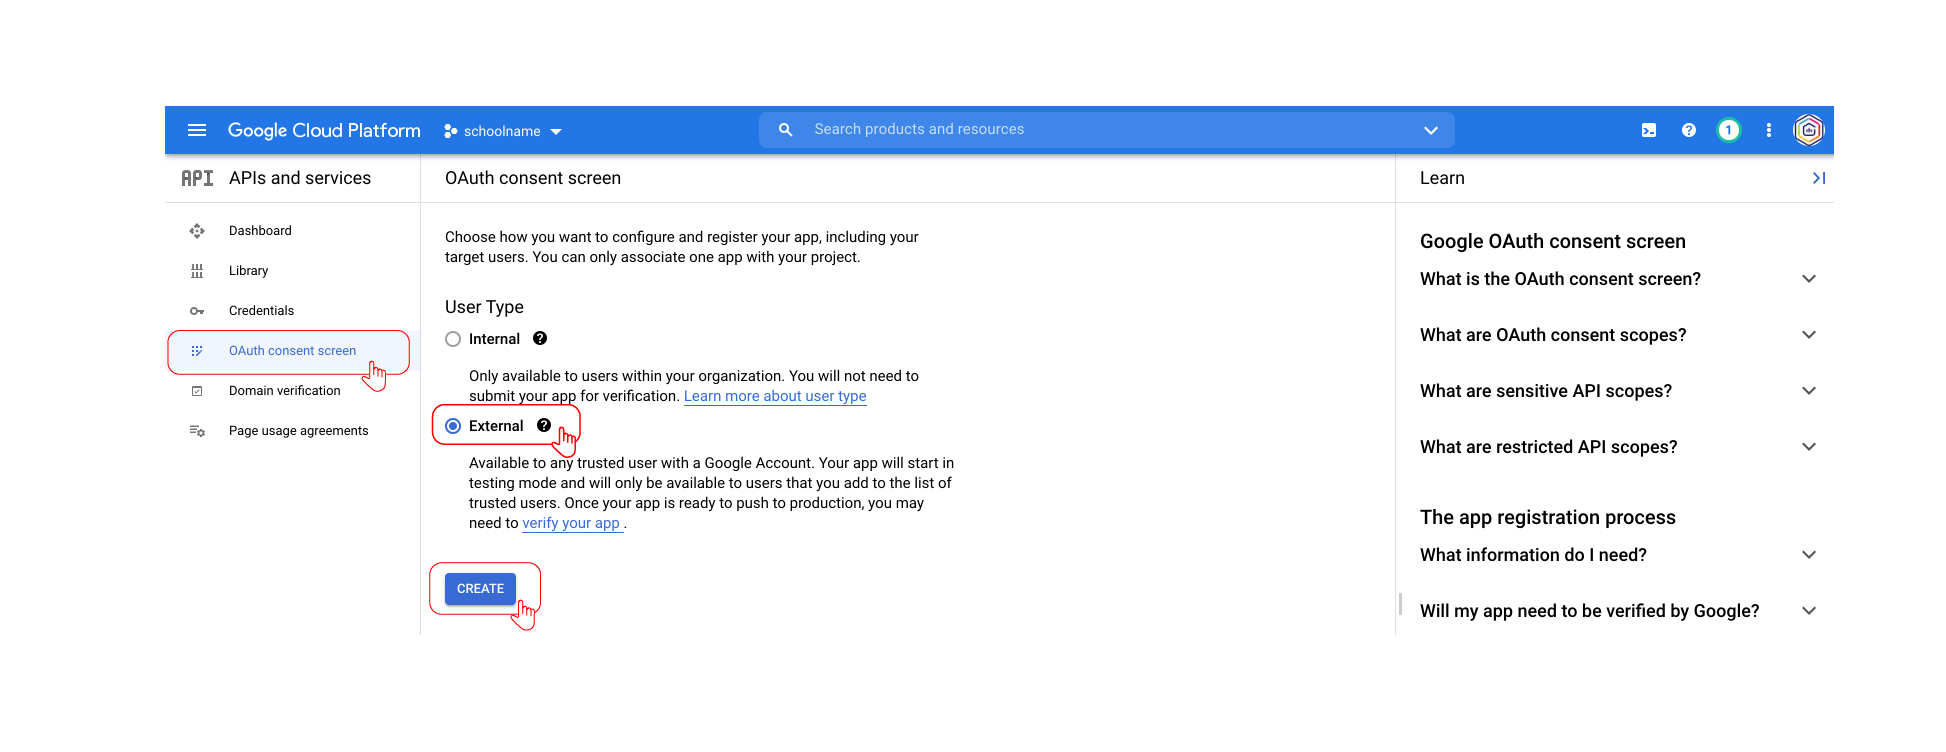 Google Cloud Platform
schoolname
Search products and resources
1
API APIs and services
OAuth consent screen
Learn
Dashboard
Library
Credentials
OAuth consent screen
Domain verification
Page usage agreements
Choose how you want to configure and register your app, including your
target users. You can only associate one app with your project.
User Type
Internal
Only available to users within your organization. You will not need to
submit your app for verification. Learn more about user type
External
Available to any trusted user with a Google Account. Your app will start in
testing mode and will only be available to users that you add to the list of
trusted users. Once your app is ready to push to production, you may
need to verify your app .
CREATE
Google OAuth consent screen
What is the OAuth consent screen?
What are OAuth consent scopes?
What are sensitive API scopes?
What are restricted API scopes?
The app registration process
What information do I need?
Will my app need to be verified by Google?